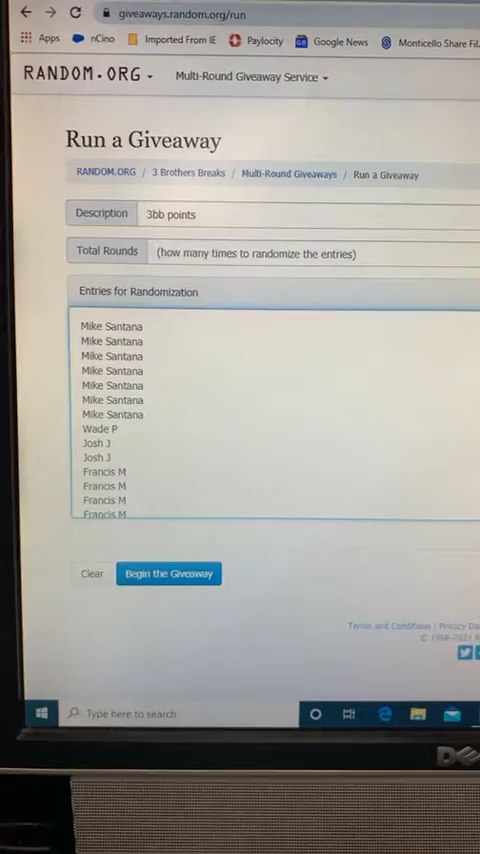 giveaways.random.org/run
Apps nCino Imported From IE Paylocity Google News Monticello Share Fil
RANDOM.ORG Multi-Round Giveaway Service
Run a Giveaway
RANDOM.ORG / 3 Brothers Breaks / Multi-Round Giveaways / Run a Giveaway
Description 3bb points
Total Rounds (how many times to randomize the entries)
Entries for Randomization
Mike Santana
Mike Santana
Mike Santana
Mike Santana
Mike Santana
Mike Santana
Mike Santana
Wade P
Josh J
Josh J
Francis M
Francis M
Francis M
Francis M
Clear Begin the Giveaway
Terms and Conditions | Privacy
Type here to search
DELL